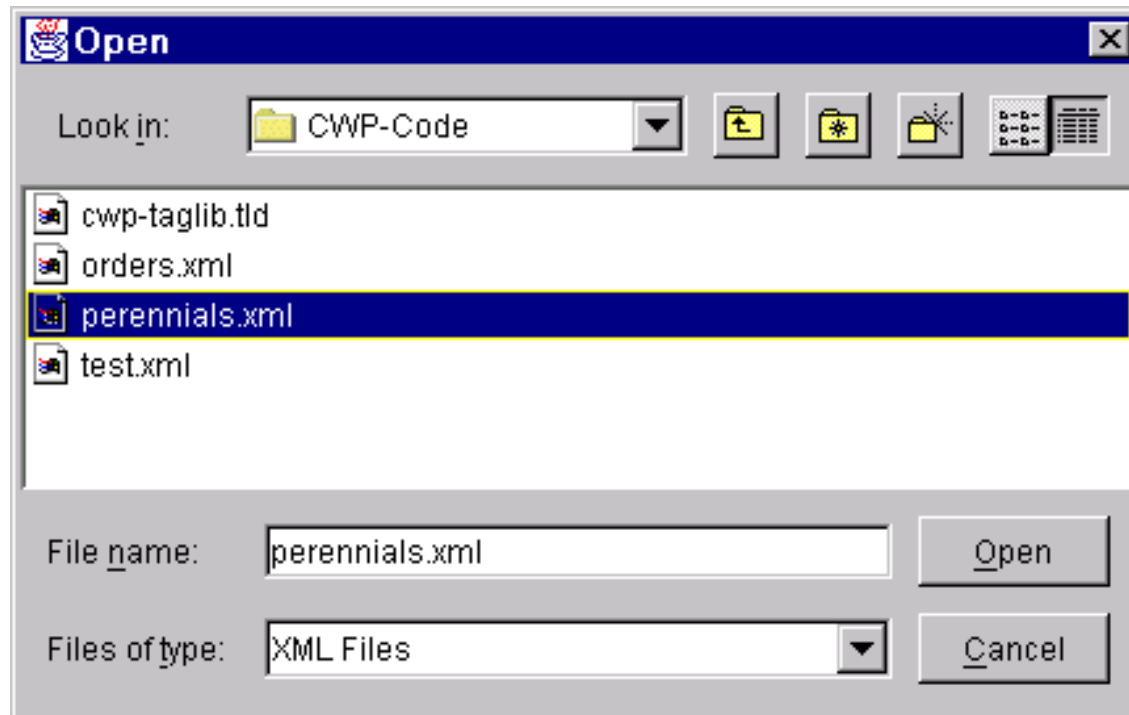 Open
Look in: CWP-Code
cwp-taglib.tld
orders.xml
perennials.xml
test.xml
File name: perennials.xml Open
Files of type: XML Files Cancel